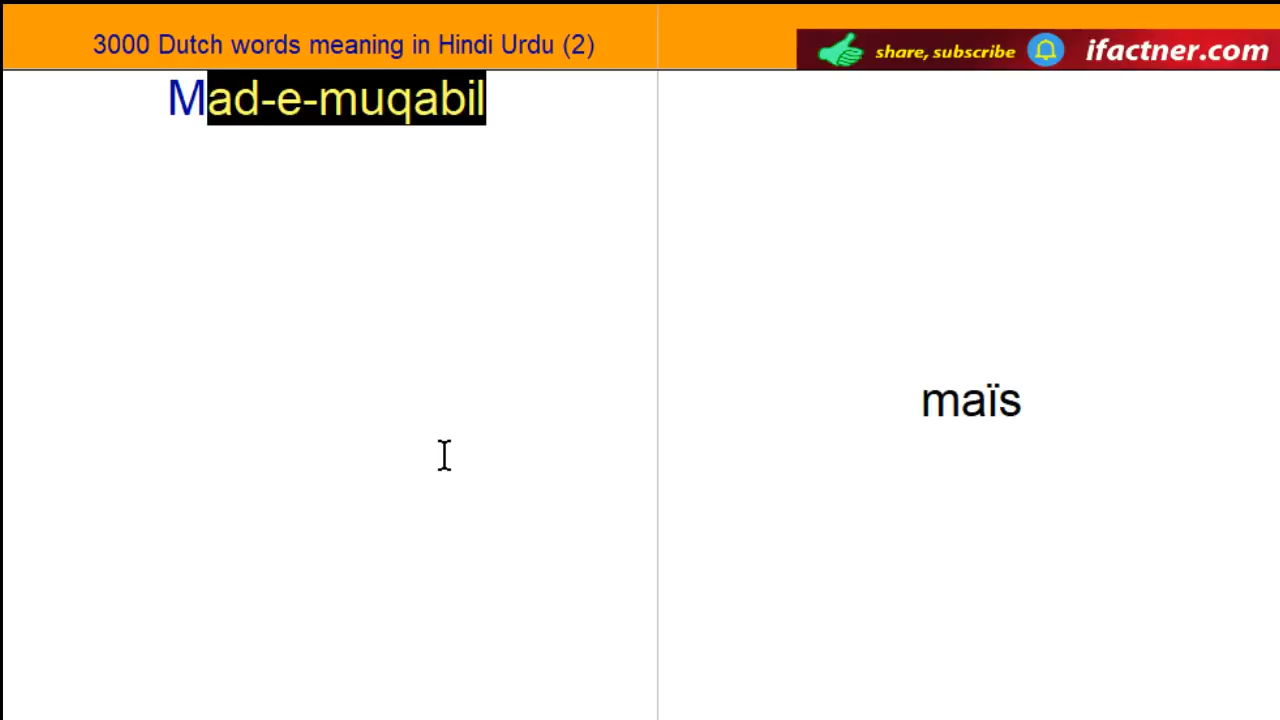 3000 Dutch words meaning in Hindi Urdu (2)
share, subscribe
ifactner.com
Mad-e-muqabil
maïs